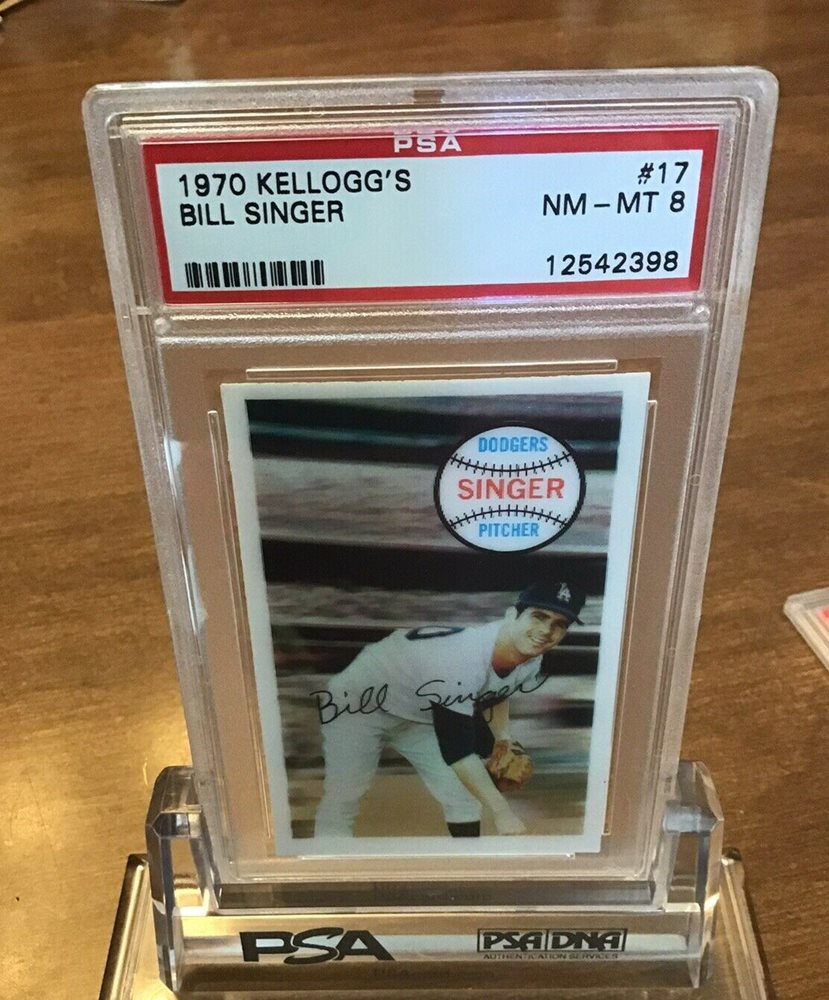 PSA
1970 KELLOGG'S #17
BILL SINGER NM-MT 8
12542398
DODGERS
SINGER
PITCHER
LA
Bill Singer
PSA PSA DNA
AUTHENTICATION SERVICES